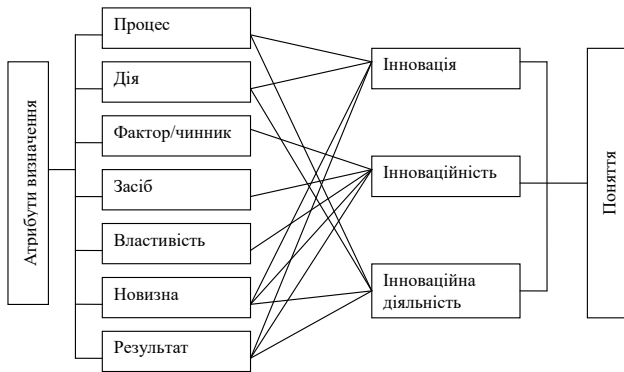 Атрибути визначення
Процес
Дія
Фактор/чинник
Засіб
Властивість
Новизна
Результат
Інновація
Інноваційність
Інноваційна
діяльність
Поняття